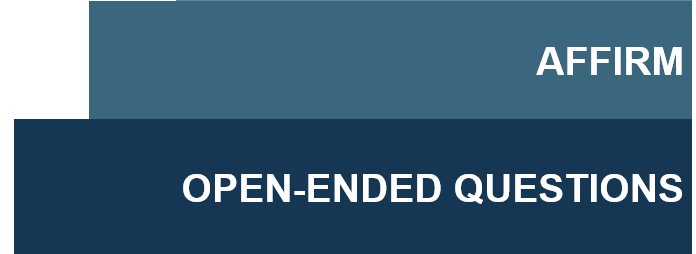 AFFIRM
OPEN-ENDED QUESTIONS